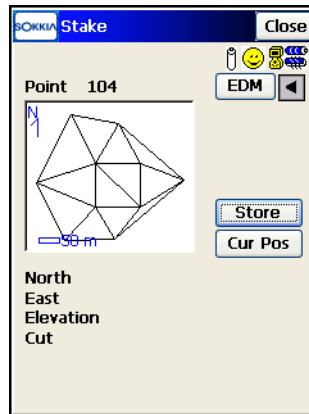 SOKKIA Stake Close
Point 104
EDM
N
50 m
Store
Cur Pos
North
East
Elevation
Cut